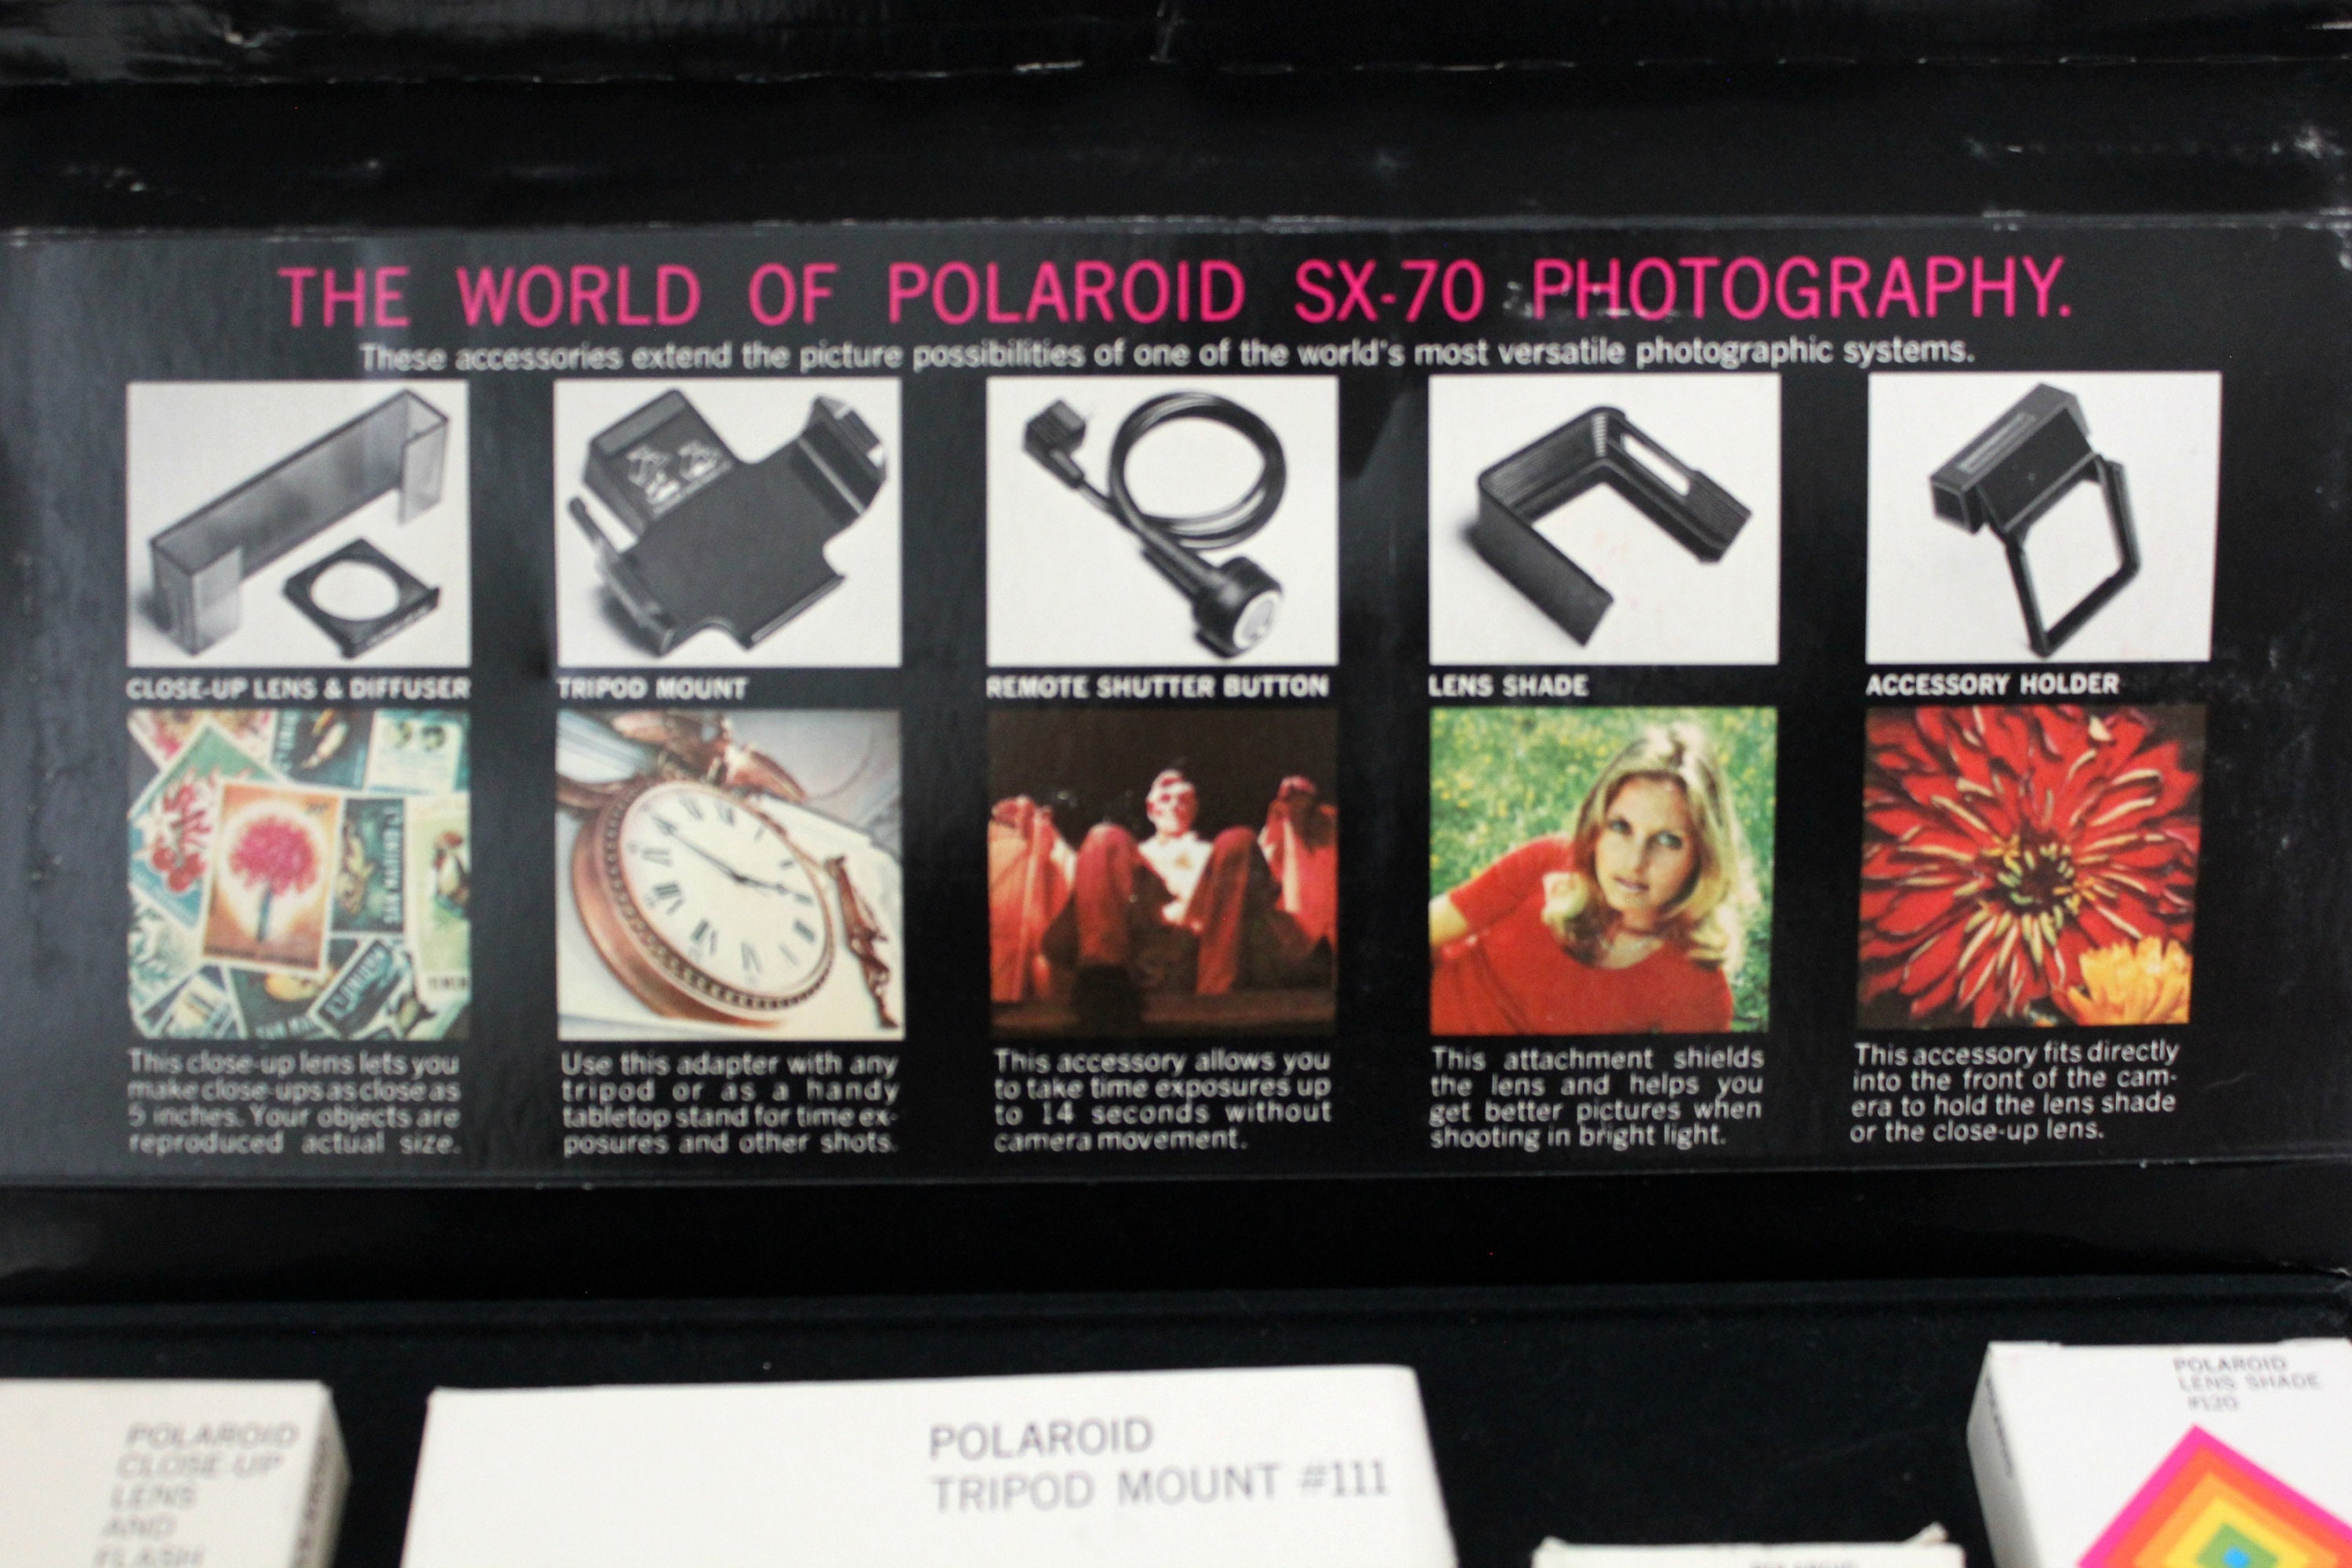 THE WORLD OF POLAROID SX-70 PHOTOGRAPHY.
These accessories extend the picture possibilities of one of the world's most versatile photographic systems.
CLOSE-UP LENS & DIFFUSER
This close-up lens lets you
make close-ups as close as
5 inches. Your objects are
reproduced actual size.
TRIPOD MOUNT
Use this adapter with any
tripod or as a handy
tabletop stand for time ex-
posures and other shots.
REMOTE SHUTTER BUTTON
This accessory allows you
to take time exposures up
to 14 seconds without
camera movement.
LENS SHADE
This attachment shields
the lens and helps you
get better pictures when
shooting in bright light.
ACCESSORY HOLDER
This accessory fits directly
into the front of the cam-
era to hold the lens shade
or the close-up lens.
POLAROID
CLOSE-UP
LENS
AND
FLASH
POLAROID
TRIPOD MOUNT #111
POLAROID
LENS SHADE
#120